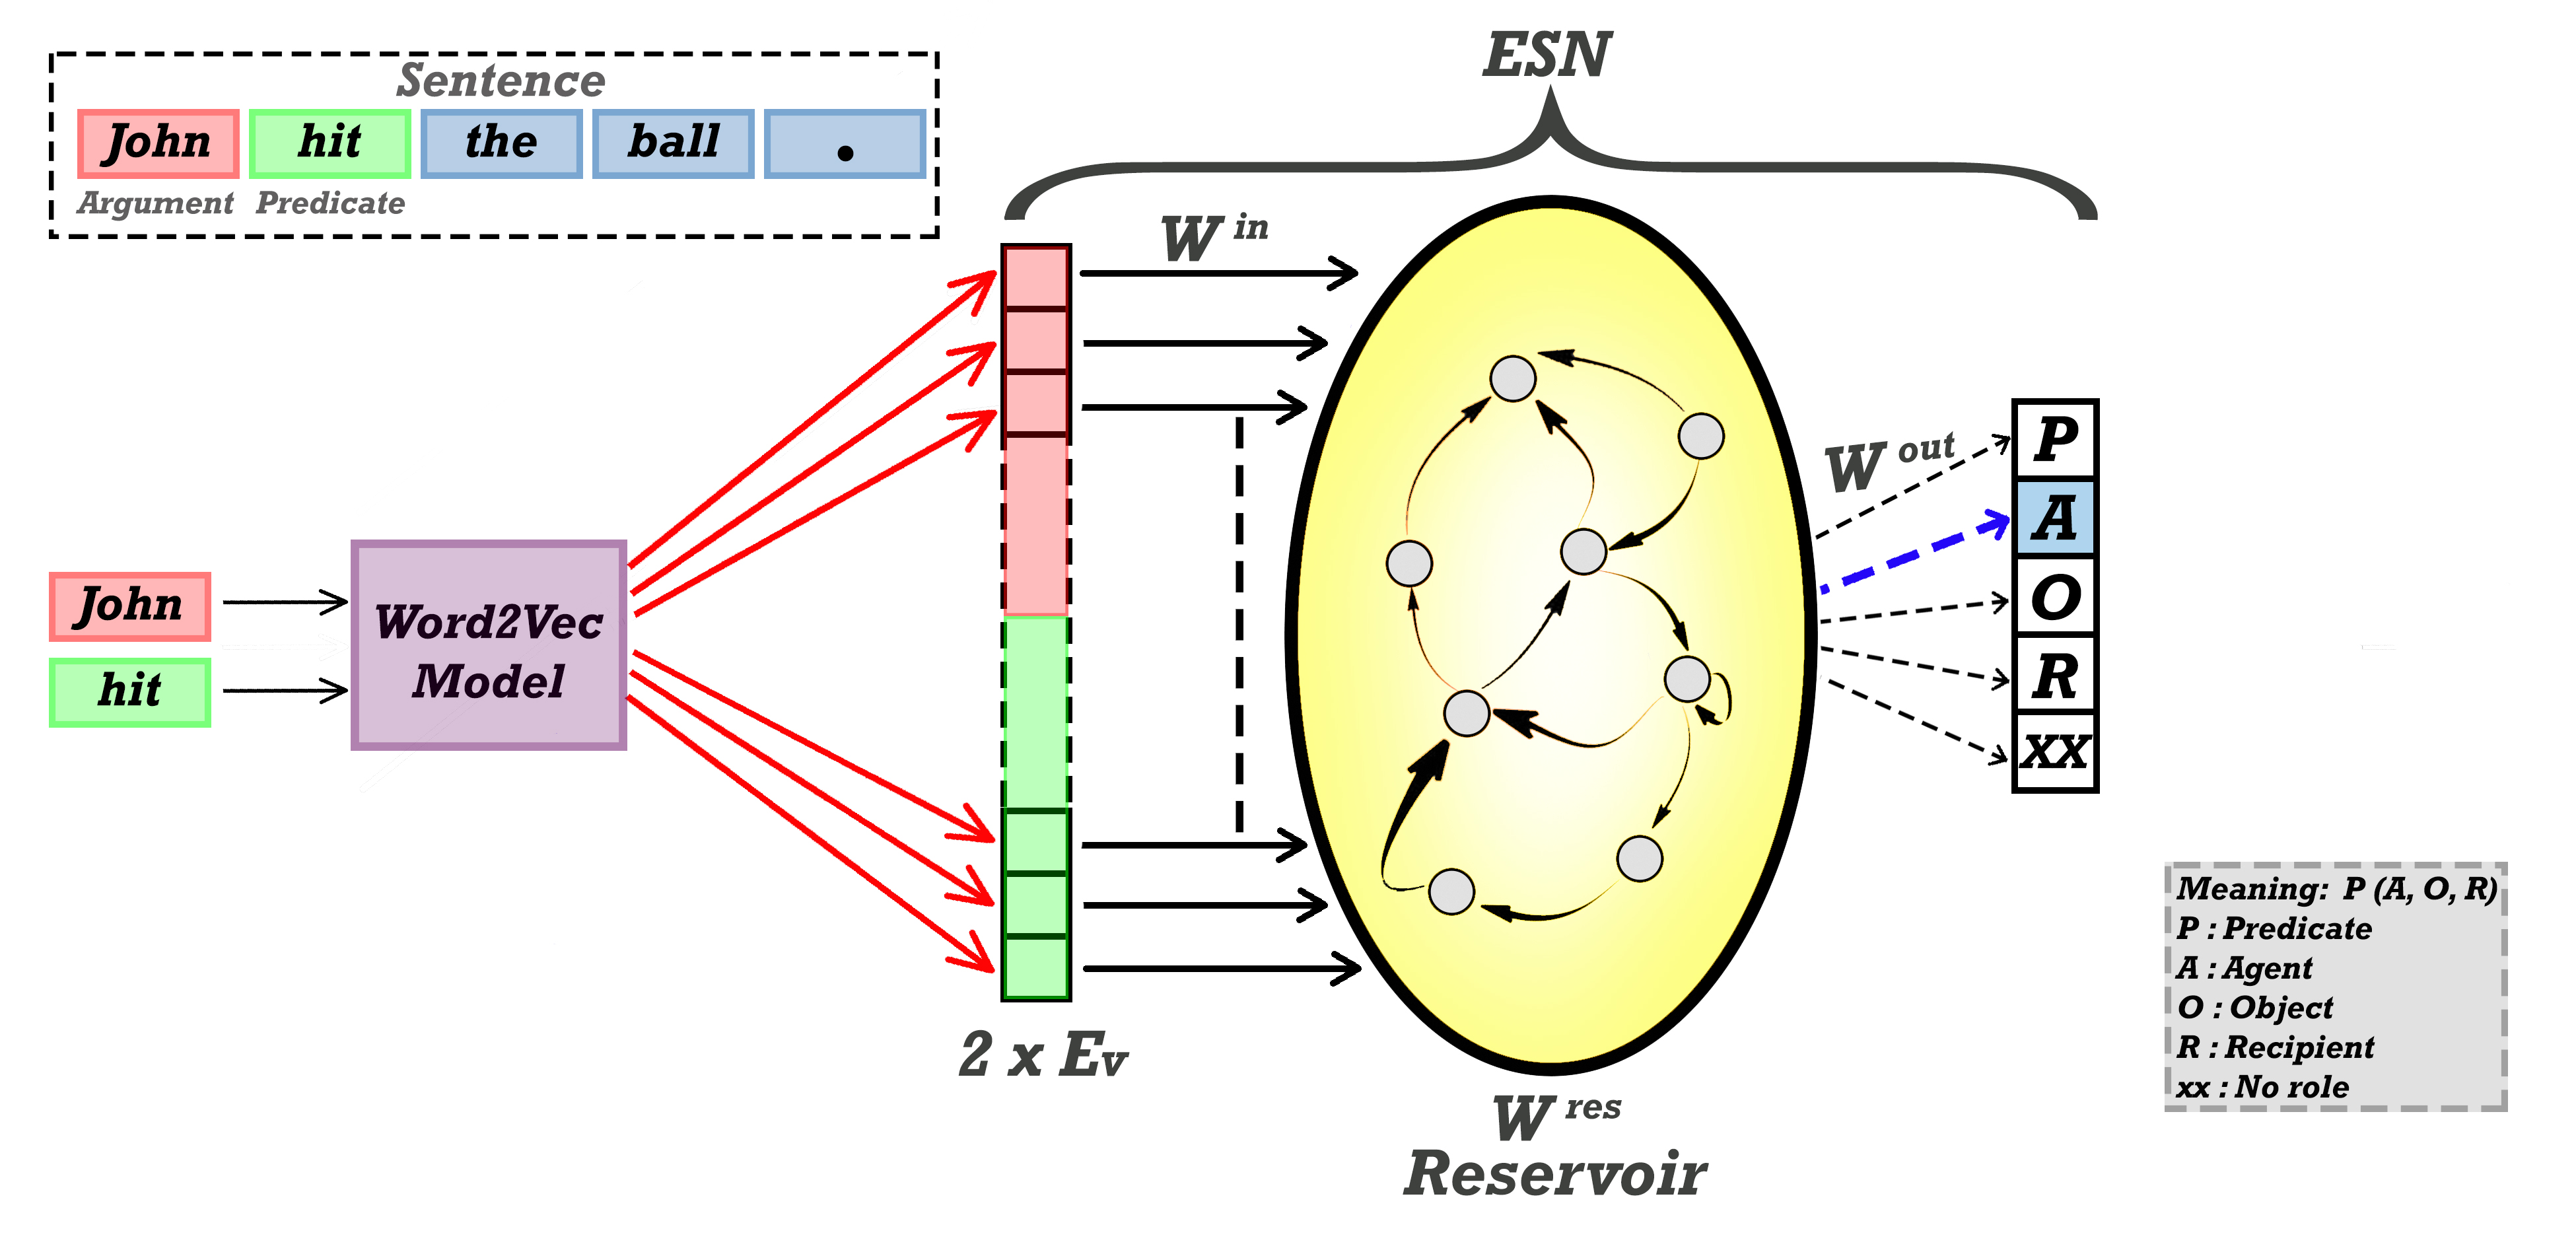 Sentence
John hit the ball .
Argument Predicate
ESN
W in
John
hit
Word2Vec
Model
2 x Ev
W res
Reservoir
W out
P
A
O
R
xx
Meaning: P (A, O, R)
P : Predicate
A : Agent
O : Object
R : Recipient
xx : No role